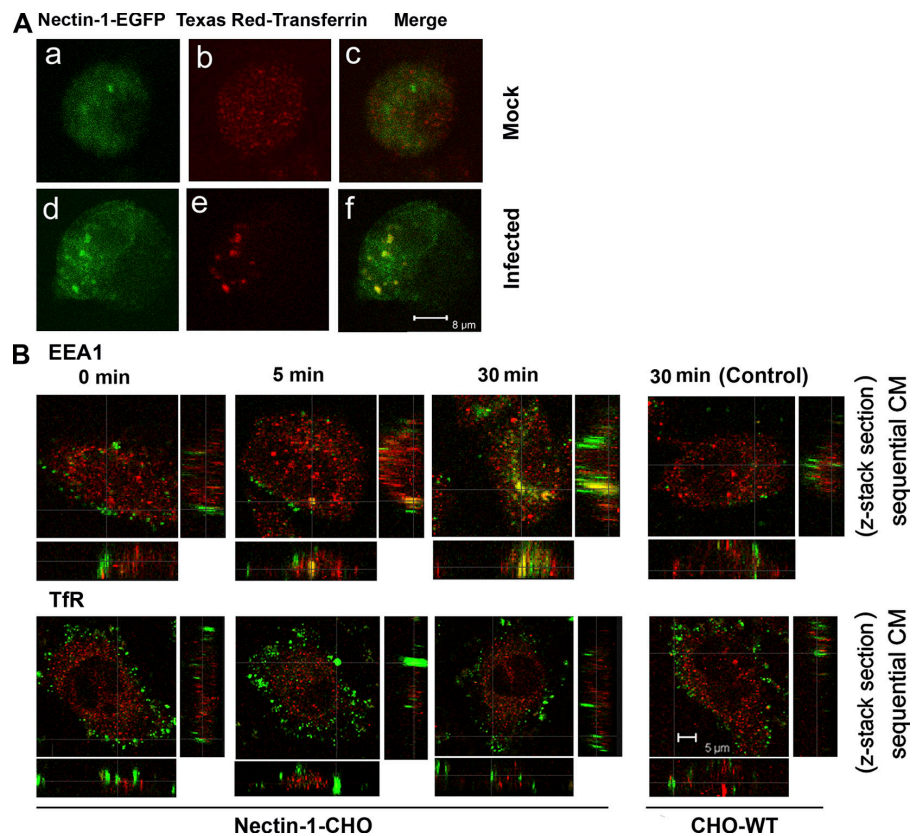 A
Nectin-1-EGFP Texas Red-Transferrin Merge
a b c
Mock
d e f
Infected
8 µm
B
EEA1
0 min 5 min 30 min 30 min (Control)
(z-stack section)
sequential CM
TfR
(z-stack section)
sequential CM
5 µm
Nectin-1-CHO CHO-WT